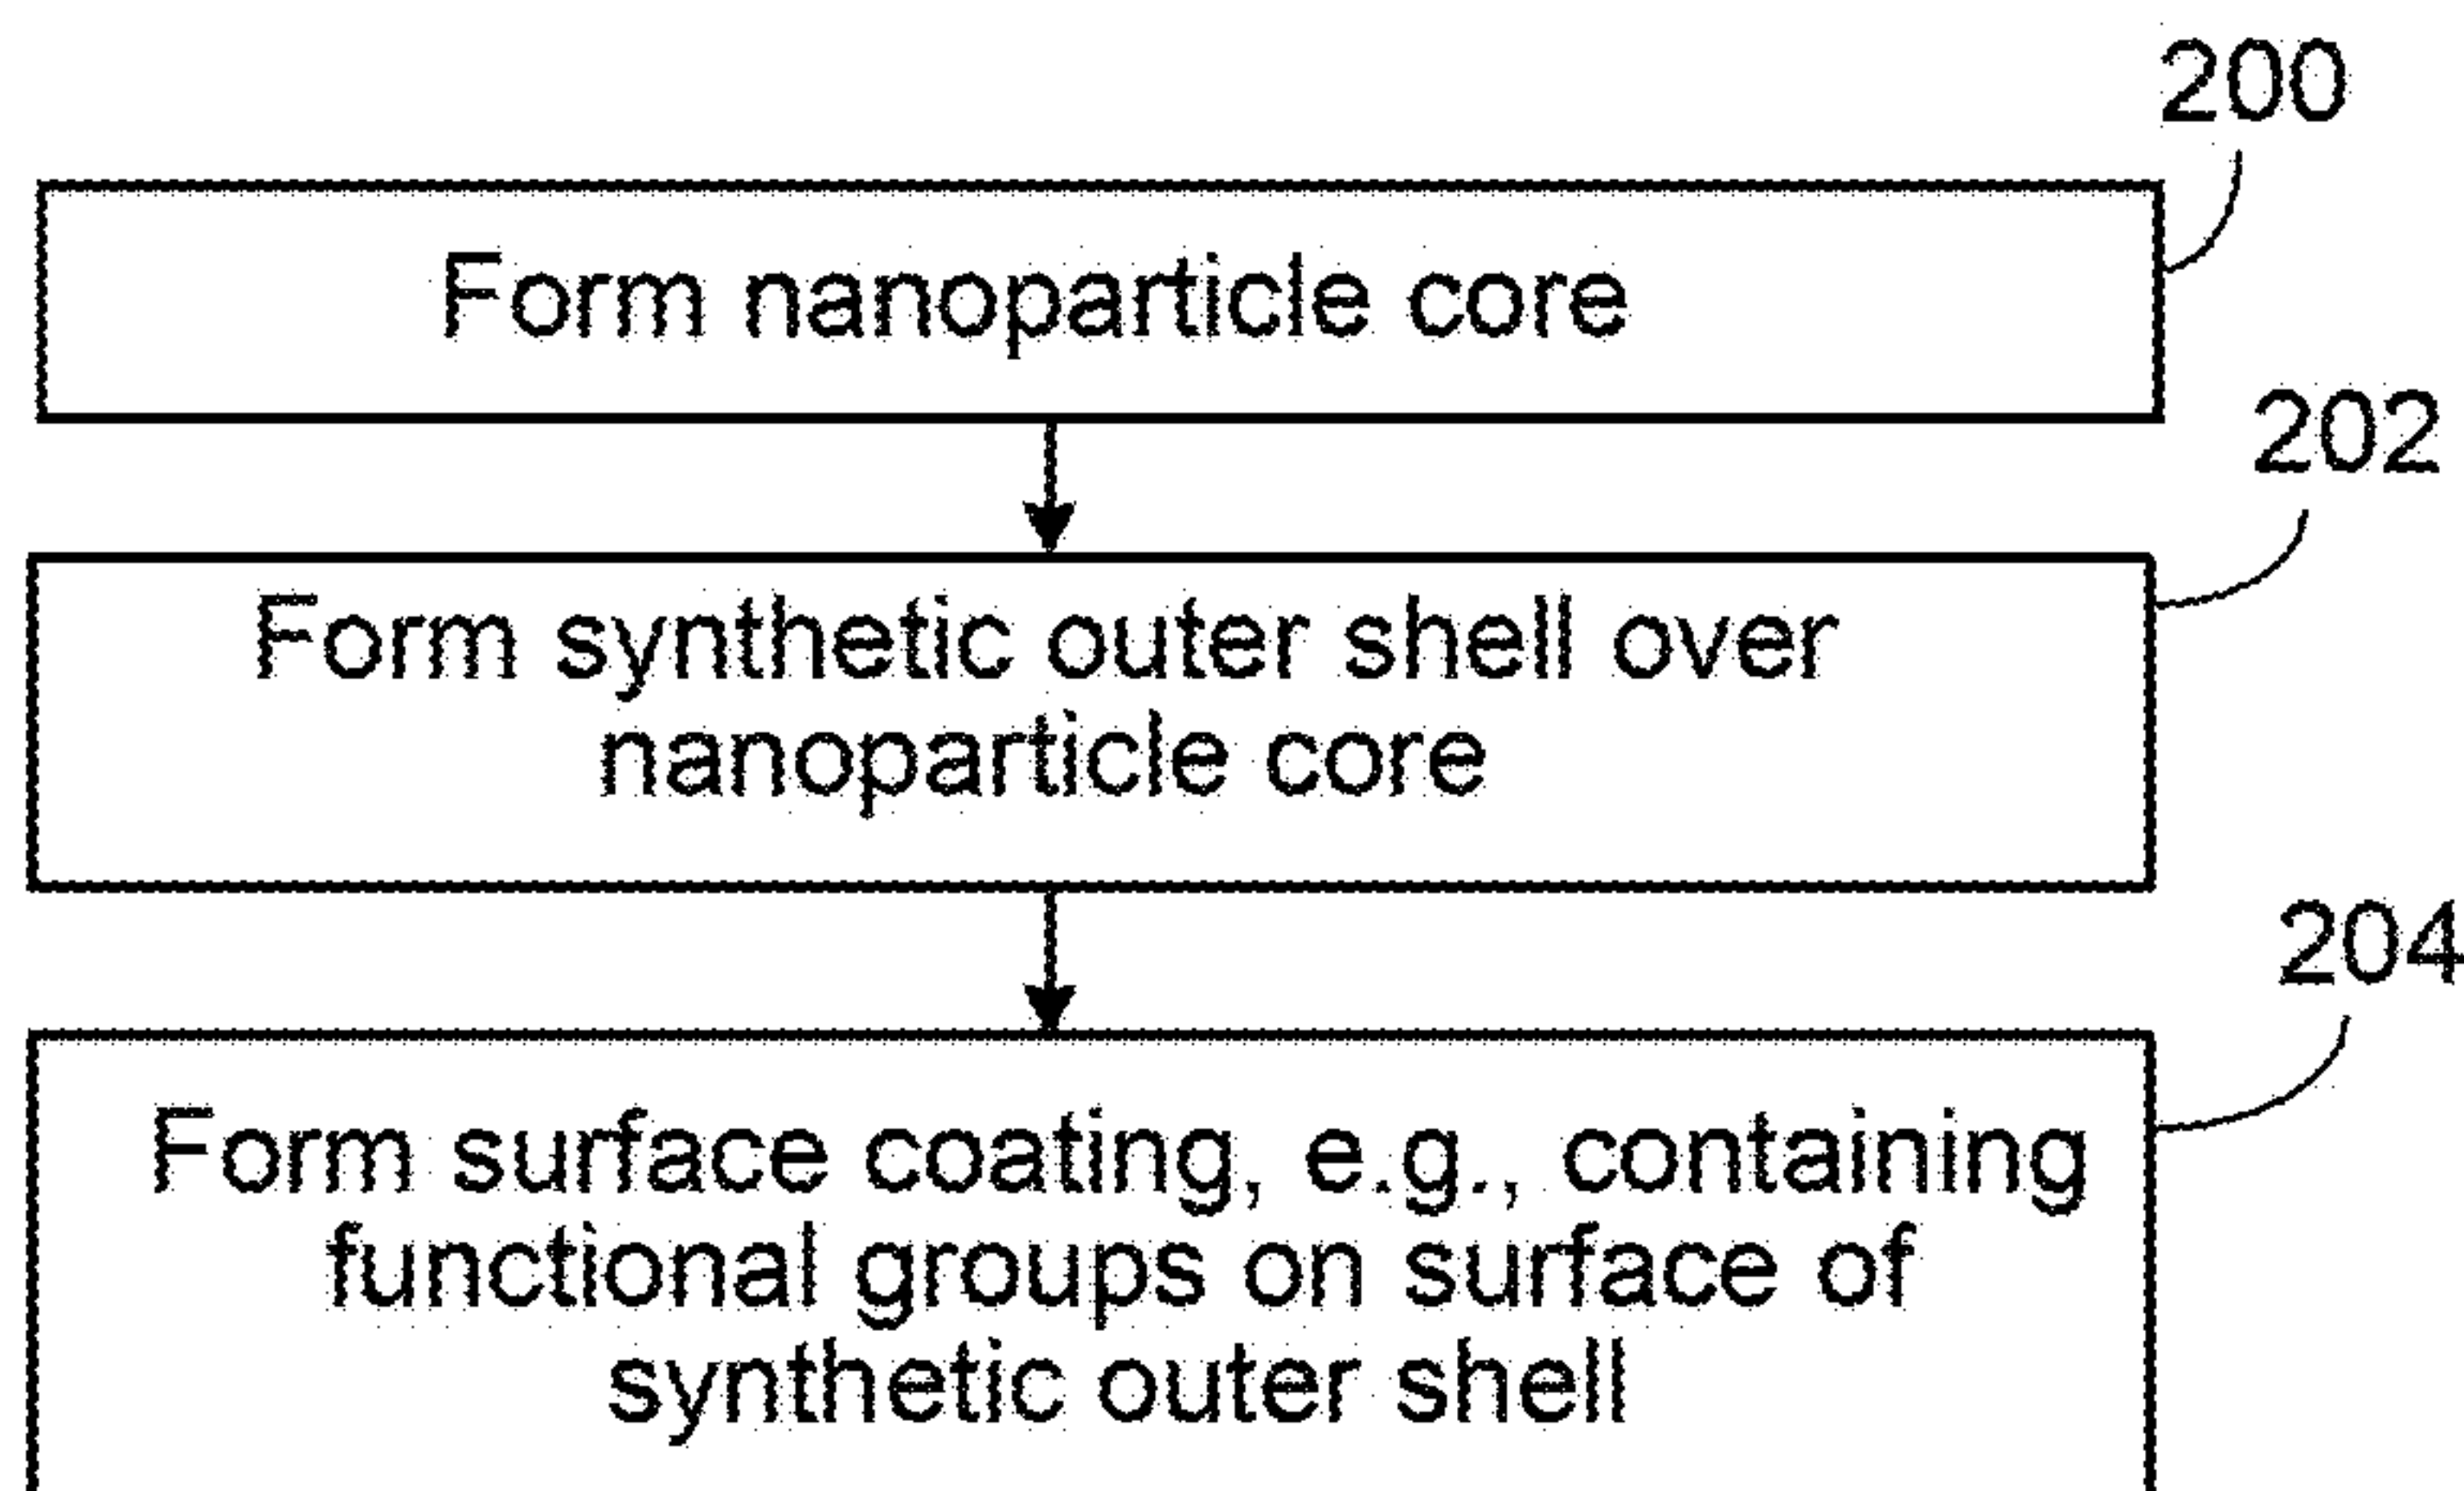 200
Form nanoparticle core
202
Form synthetic outer shell over
nanoparticle core
204
Form surface coating, e.g., containing
functional groups on surface of
synthetic outer shell